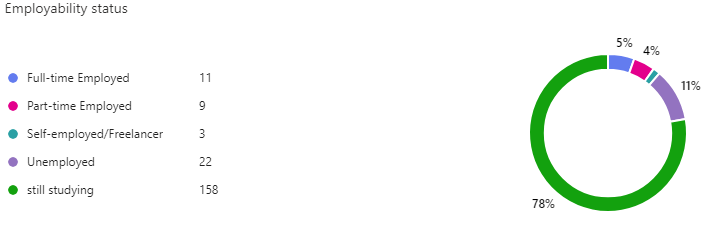 Employability status
5%
4%
Full-time Employed 11
11%
Part-time Employed 9
Self-employed/Freelancer 3
Unemployed 22
still studying 158
78%